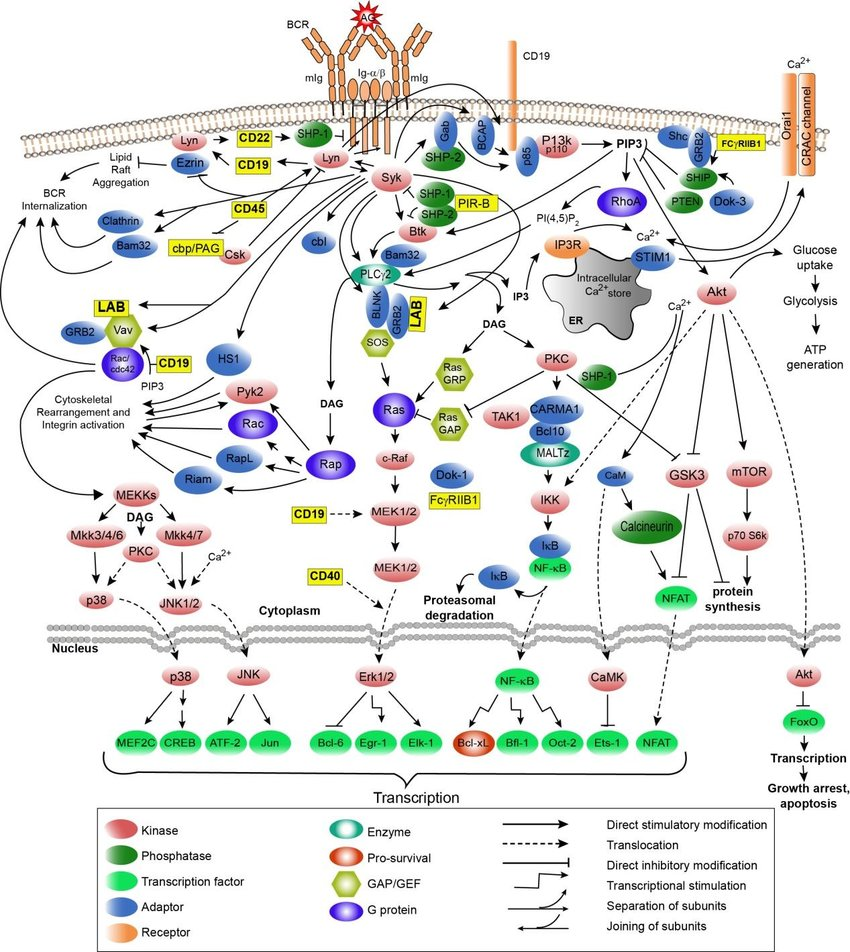 AG
BCR
CD19
Ig-α/β
mIg
mIg
Ca²⁺
Orai1
CRAC channel
Lyn
CD22
SHP-1
Gab
BCAP
P13k
p110
p85
PIP3
Shc
GRB2
FCγRIIB1
Lipid
Raft
Aggregation
Ezrin
CD19
Lyn
SHP-2
SHIP
BCR
Internalization
Syk
SHP-1
SHP-2
PIR-B
RhoA
PTEN
Dok-3
CD45
Clathrin
Bam32
cbp/PAG
Csk
cbl
Btk
PI(4,5)P₂
Bam32
IP3R
Ca²⁺
STIM1
PLCγ2
Intracellular
Ca²⁺store
ER
Glucose
uptake
Glycolysis
ATP
generation
BLNK
GRB2
LAB
IP3
Akt
LAB
GRB2
Vav
SOS
DAG
Ca²⁺
Rac/
cdc42
CD19
PIP3
HS1
Ras
GRP
PKC
SHP-1
Cytoskeletal
Rearrangement and
Integrin activation
Pyk2
DAG
Ras
Ras
GAP
TAK1
CARMA1
Bcl10
MALTz
Rac
RapL
Riam
Rap
c-Raf
Dok-1
FcγRIIB1
MEKKs
DAG
CD19
MEK1/2
IKK
CaM
GSK3
mTOR
Mkk3/4/6
PKC
Mkk4/7
Ca²⁺
Calcineurin
p70 S6k
IκB
NF-κB
CD40
MEK1/2
IκB
p38
JNK1/2
Cytoplasm
Proteasomal
degradation
NFAT
protein
synthesis
Nucleus
p38
JNK
Erk1/2
NF-κB
CaMK
Akt
MEF2C
CREB
ATF-2
Jun
Bcl-6
Egr-1
Elk-1
Bcl-xL
Bfl-1
Oct-2
Ets-1
NFAT
FoxO
Transcription
Growth arrest,
apoptosis
Transcription
Kinase
Phosphatase
Transcription factor
Adaptor
Receptor
Enzyme
Pro-survival
GAP/GEF
G protein
Direct stimulatory modification
Translocation
Direct inhibitory modification
Transcriptional stimulation
Separation of subunits
Joining of subunits